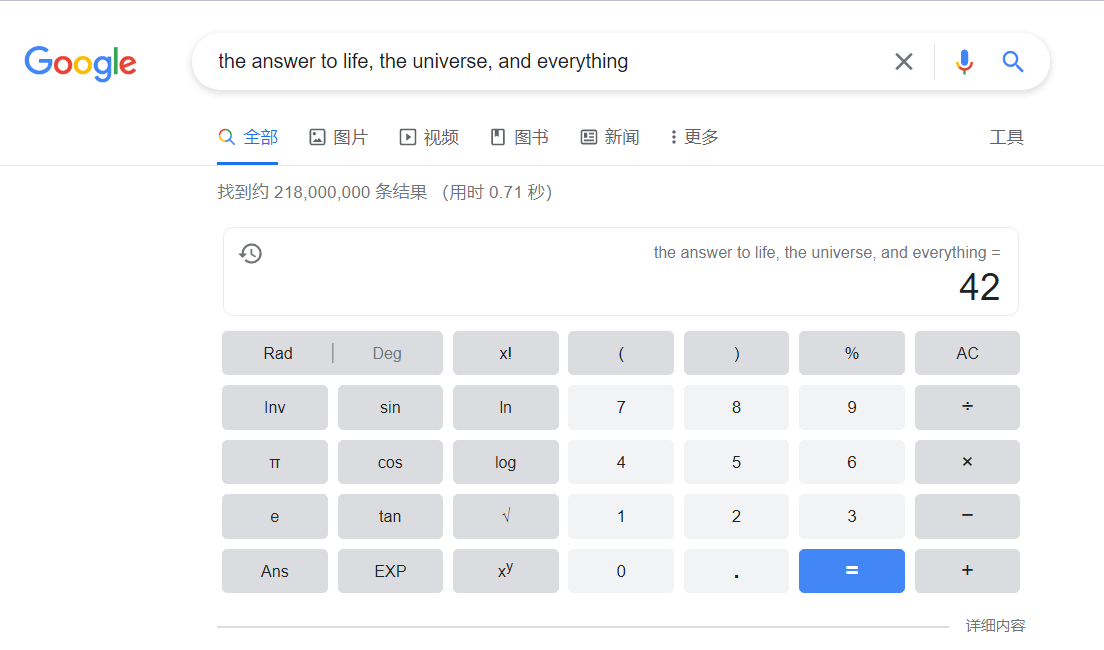 Google
the answer to life, the universe, and everything
全部 图片 视频 图书 新闻 更多 工具
找到约 218,000,000 条结果 （用时 0.71 秒）
the answer to life, the universe, and everything =
42
Rad | Deg x! ( ) % AC
Inv sin ln 7 8 9 ÷
π cos log 4 5 6 ×
e tan √ 1 2 3 −
Ans EXP xʸ 0 . = +
详细内容